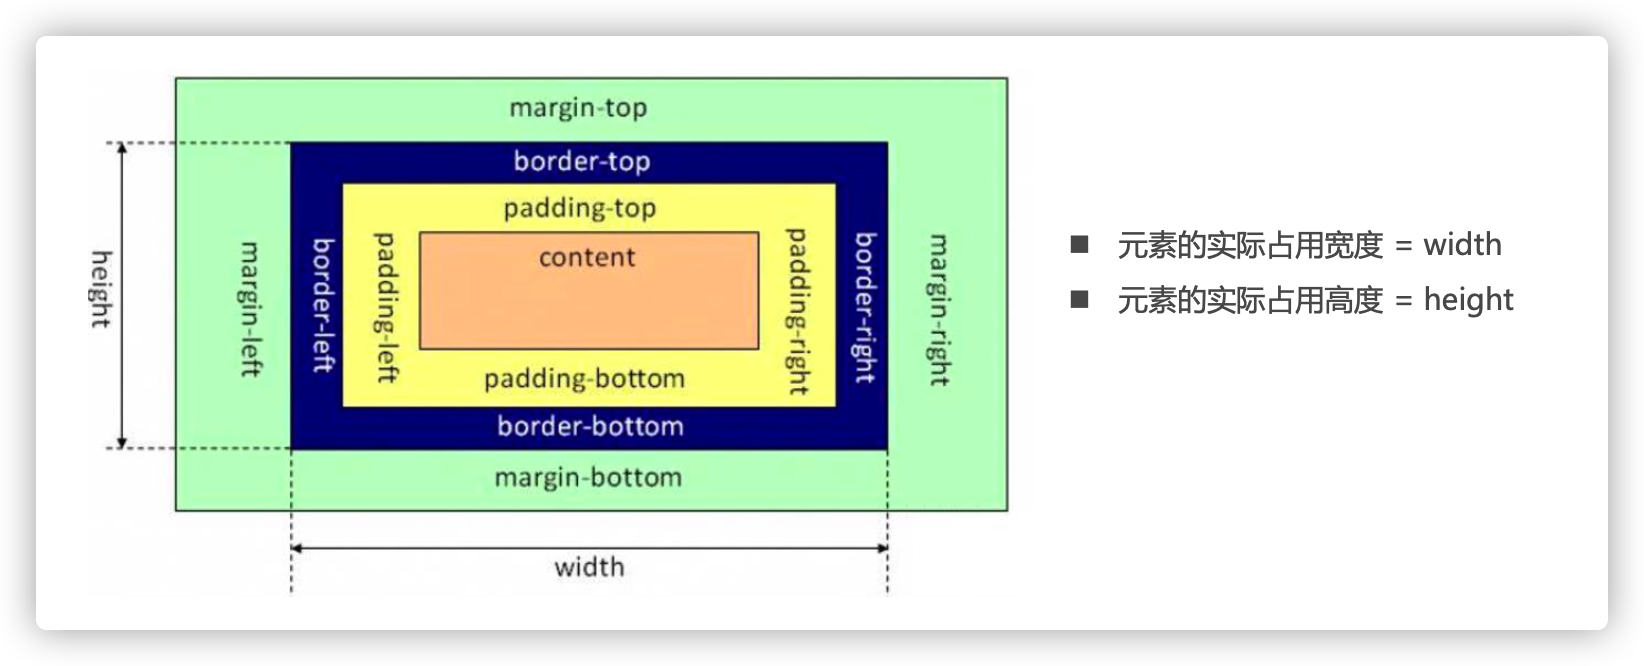 margin-top
border-top
padding-top
content
height
margin-left
border-left
padding-left
padding-right
border-right
margin-right
padding-bottom
border-bottom
margin-bottom
width
■ 元素的实际占用宽度 = width
■ 元素的实际占用高度 = height